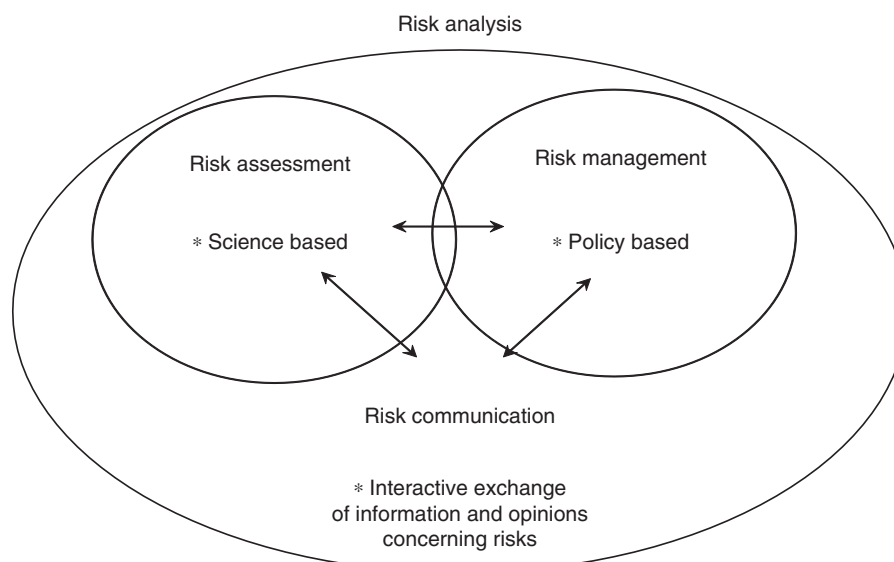 Risk analysis
Risk assessment
Risk management
* Science based
* Policy based
Risk communication
* Interactive exchange
of information and opinions
concerning risks